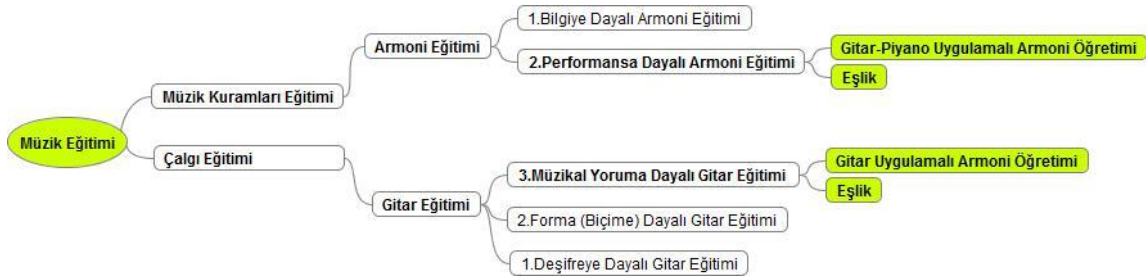 1.Bilgiye Dayalı Armoni Eğitimi
Armoni Eğitimi
Gitar-Piyano Uygulamalı Armoni Öğretimi
2.Performansa Dayalı Armoni Eğitimi
Eşlik
Müzik Kuramları Eğitimi
Müzik Eğitimi
Çalgı Eğitimi
Gitar Uygulamalı Armoni Öğretimi
3.Müzikal Yoruma Dayalı Gitar Eğitimi
Eşlik
Gitar Eğitimi
2.Forma (Biçime) Dayalı Gitar Eğitimi
1.Deşifreye Dayalı Gitar Eğitimi